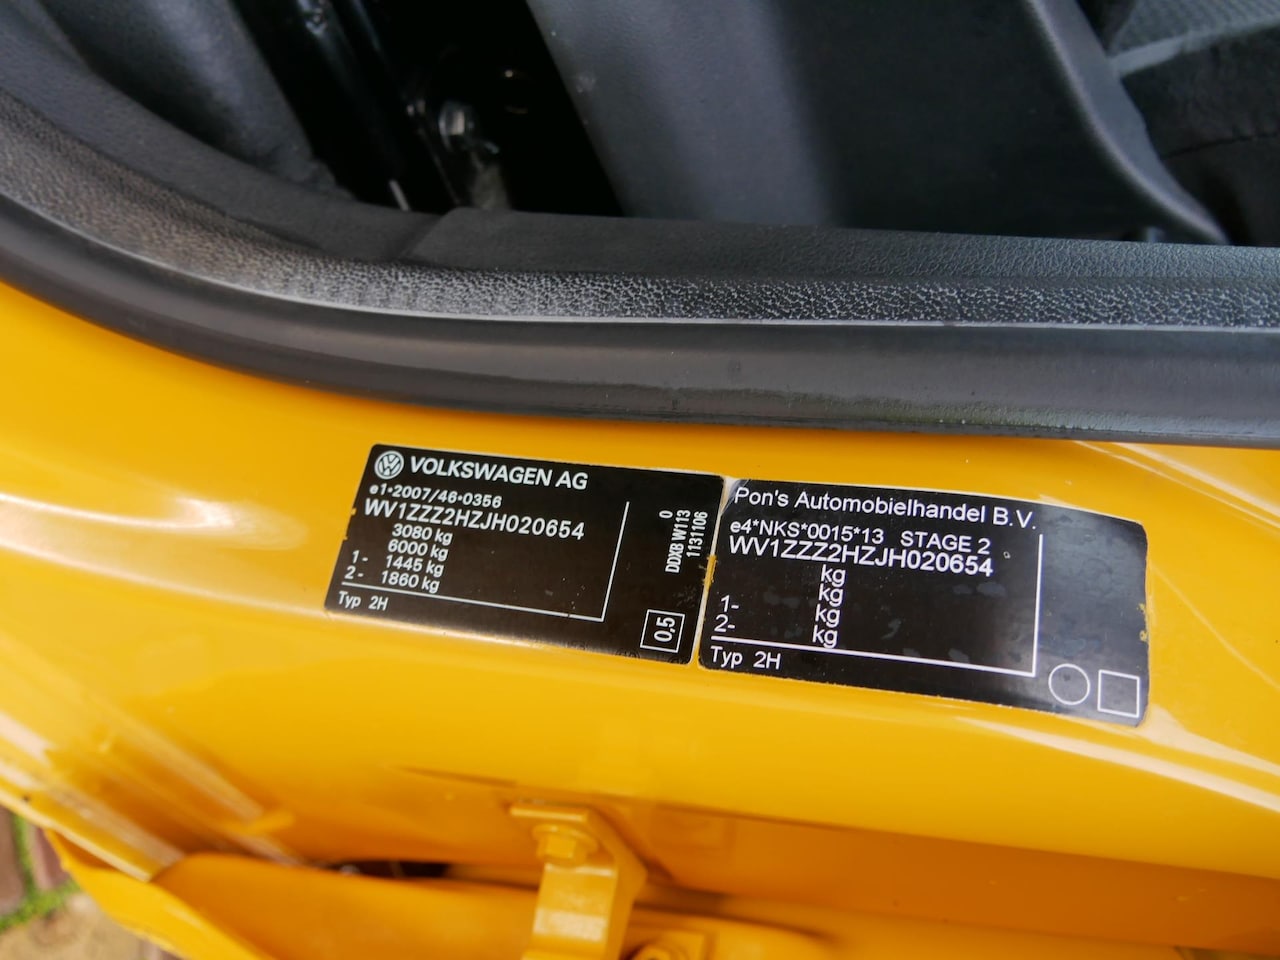 VOLKSWAGEN AG
e1*2007/46*0356
WV1ZZZ2HZJH020654
3080 kg
6000 kg
1- 1445 kg
2- 1860 kg
Typ 2H
0
DDXB W113
1131106
0.5
Pon's Automobielhandel B.V.
e4*NKS*0015*13 STAGE 2
WV1ZZZ2HZJH020654
kg
kg
1- kg
2- kg
Typ 2H